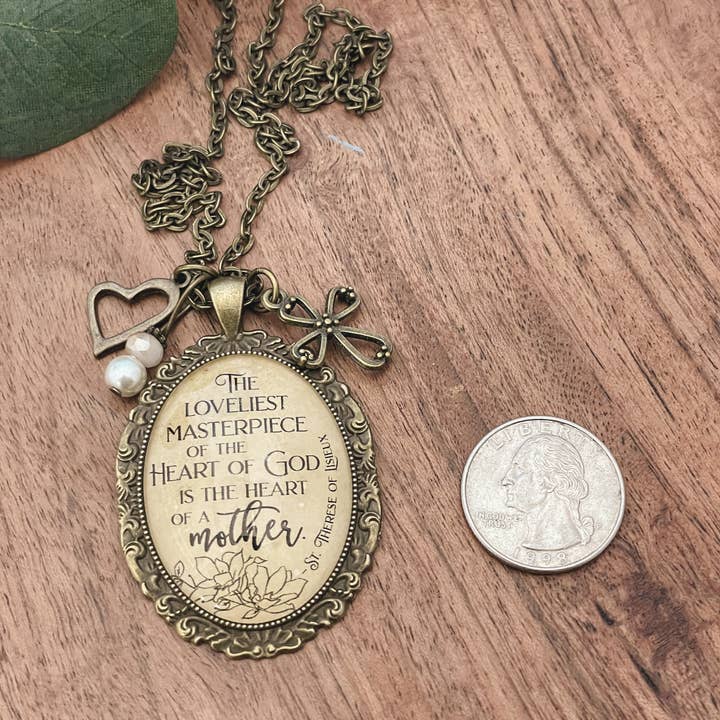 The
loveliest
masterpiece
of the
Heart of God
is the heart
of a mother.
- St. Therese of Lisieux
LIBERTY
IN GOD WE
TRUST
1998